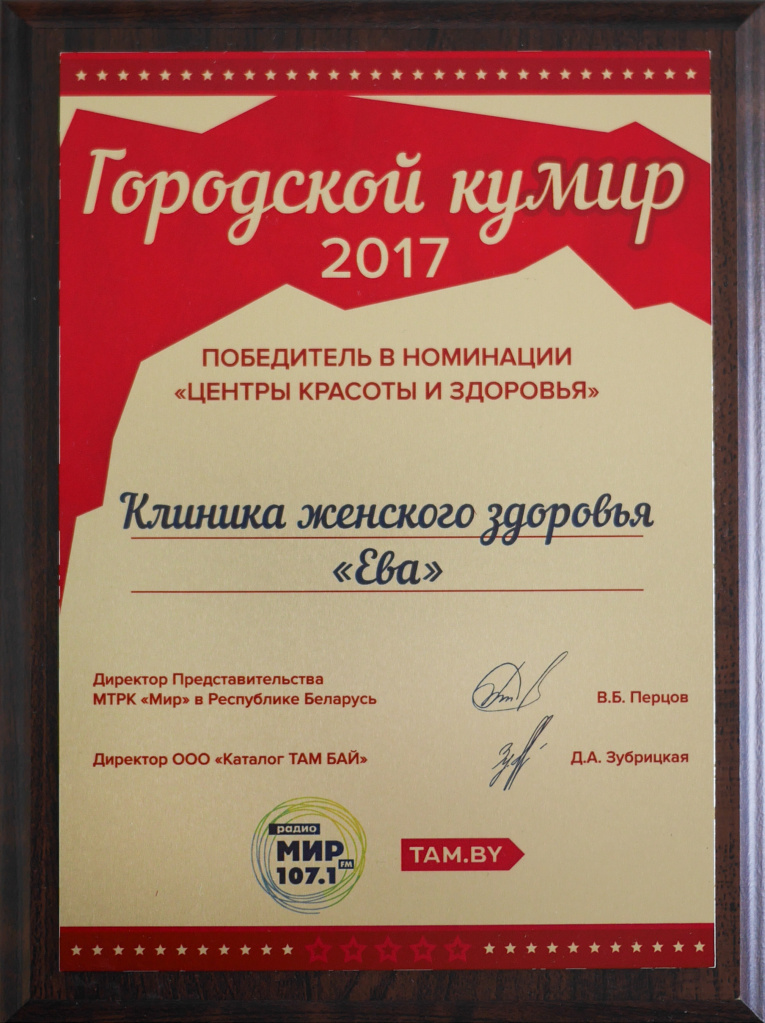 Городской кумир
2017
ПОБЕДИТЕЛЬ В НОМИНАЦИИ
«ЦЕНТРЫ КРАСОТЫ И ЗДОРОВЬЯ»
Клиника женского здоровья
«Ева»
Директор Представительства
МТРК «Мир» в Республике Беларусь
В.Б. Перцов
Директор ООО «Каталог ТАМ БАЙ»
Д.А. Зубрицкая
радио
МИР
FM
107.1
TAM.BY